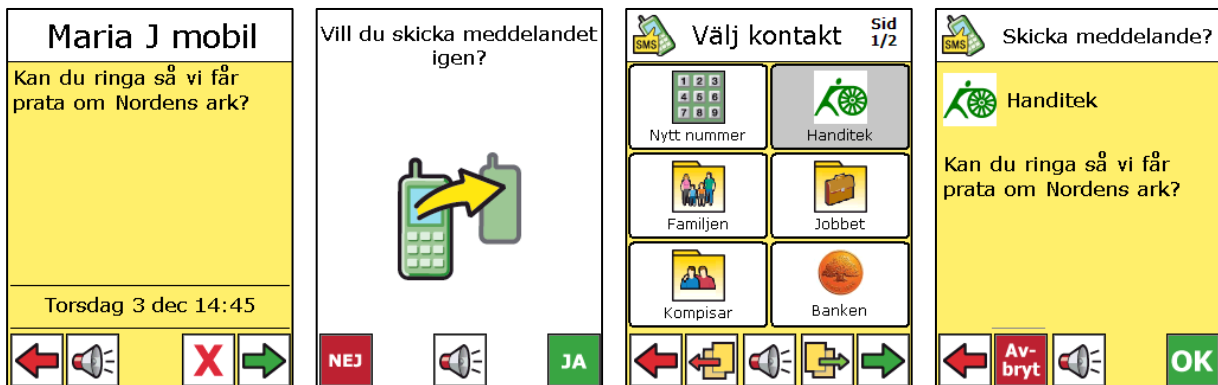 Maria J mobil
Kan du ringa så vi får
prata om Nordens ark?
Torsdag 3 dec 14:45
X
Vill du skicka meddelandet
igen?
NEJ
JA
SMS
Välj kontakt
Sid
1/2
1 2 3
4 5 6
7 8 9
Nytt nummer
Handitek
Familjen
Jobbet
Kompisar
Banken
SMS
Skicka meddelande?
Handitek
Kan du ringa så vi får
prata om Nordens ark?
Av-
bryt
OK